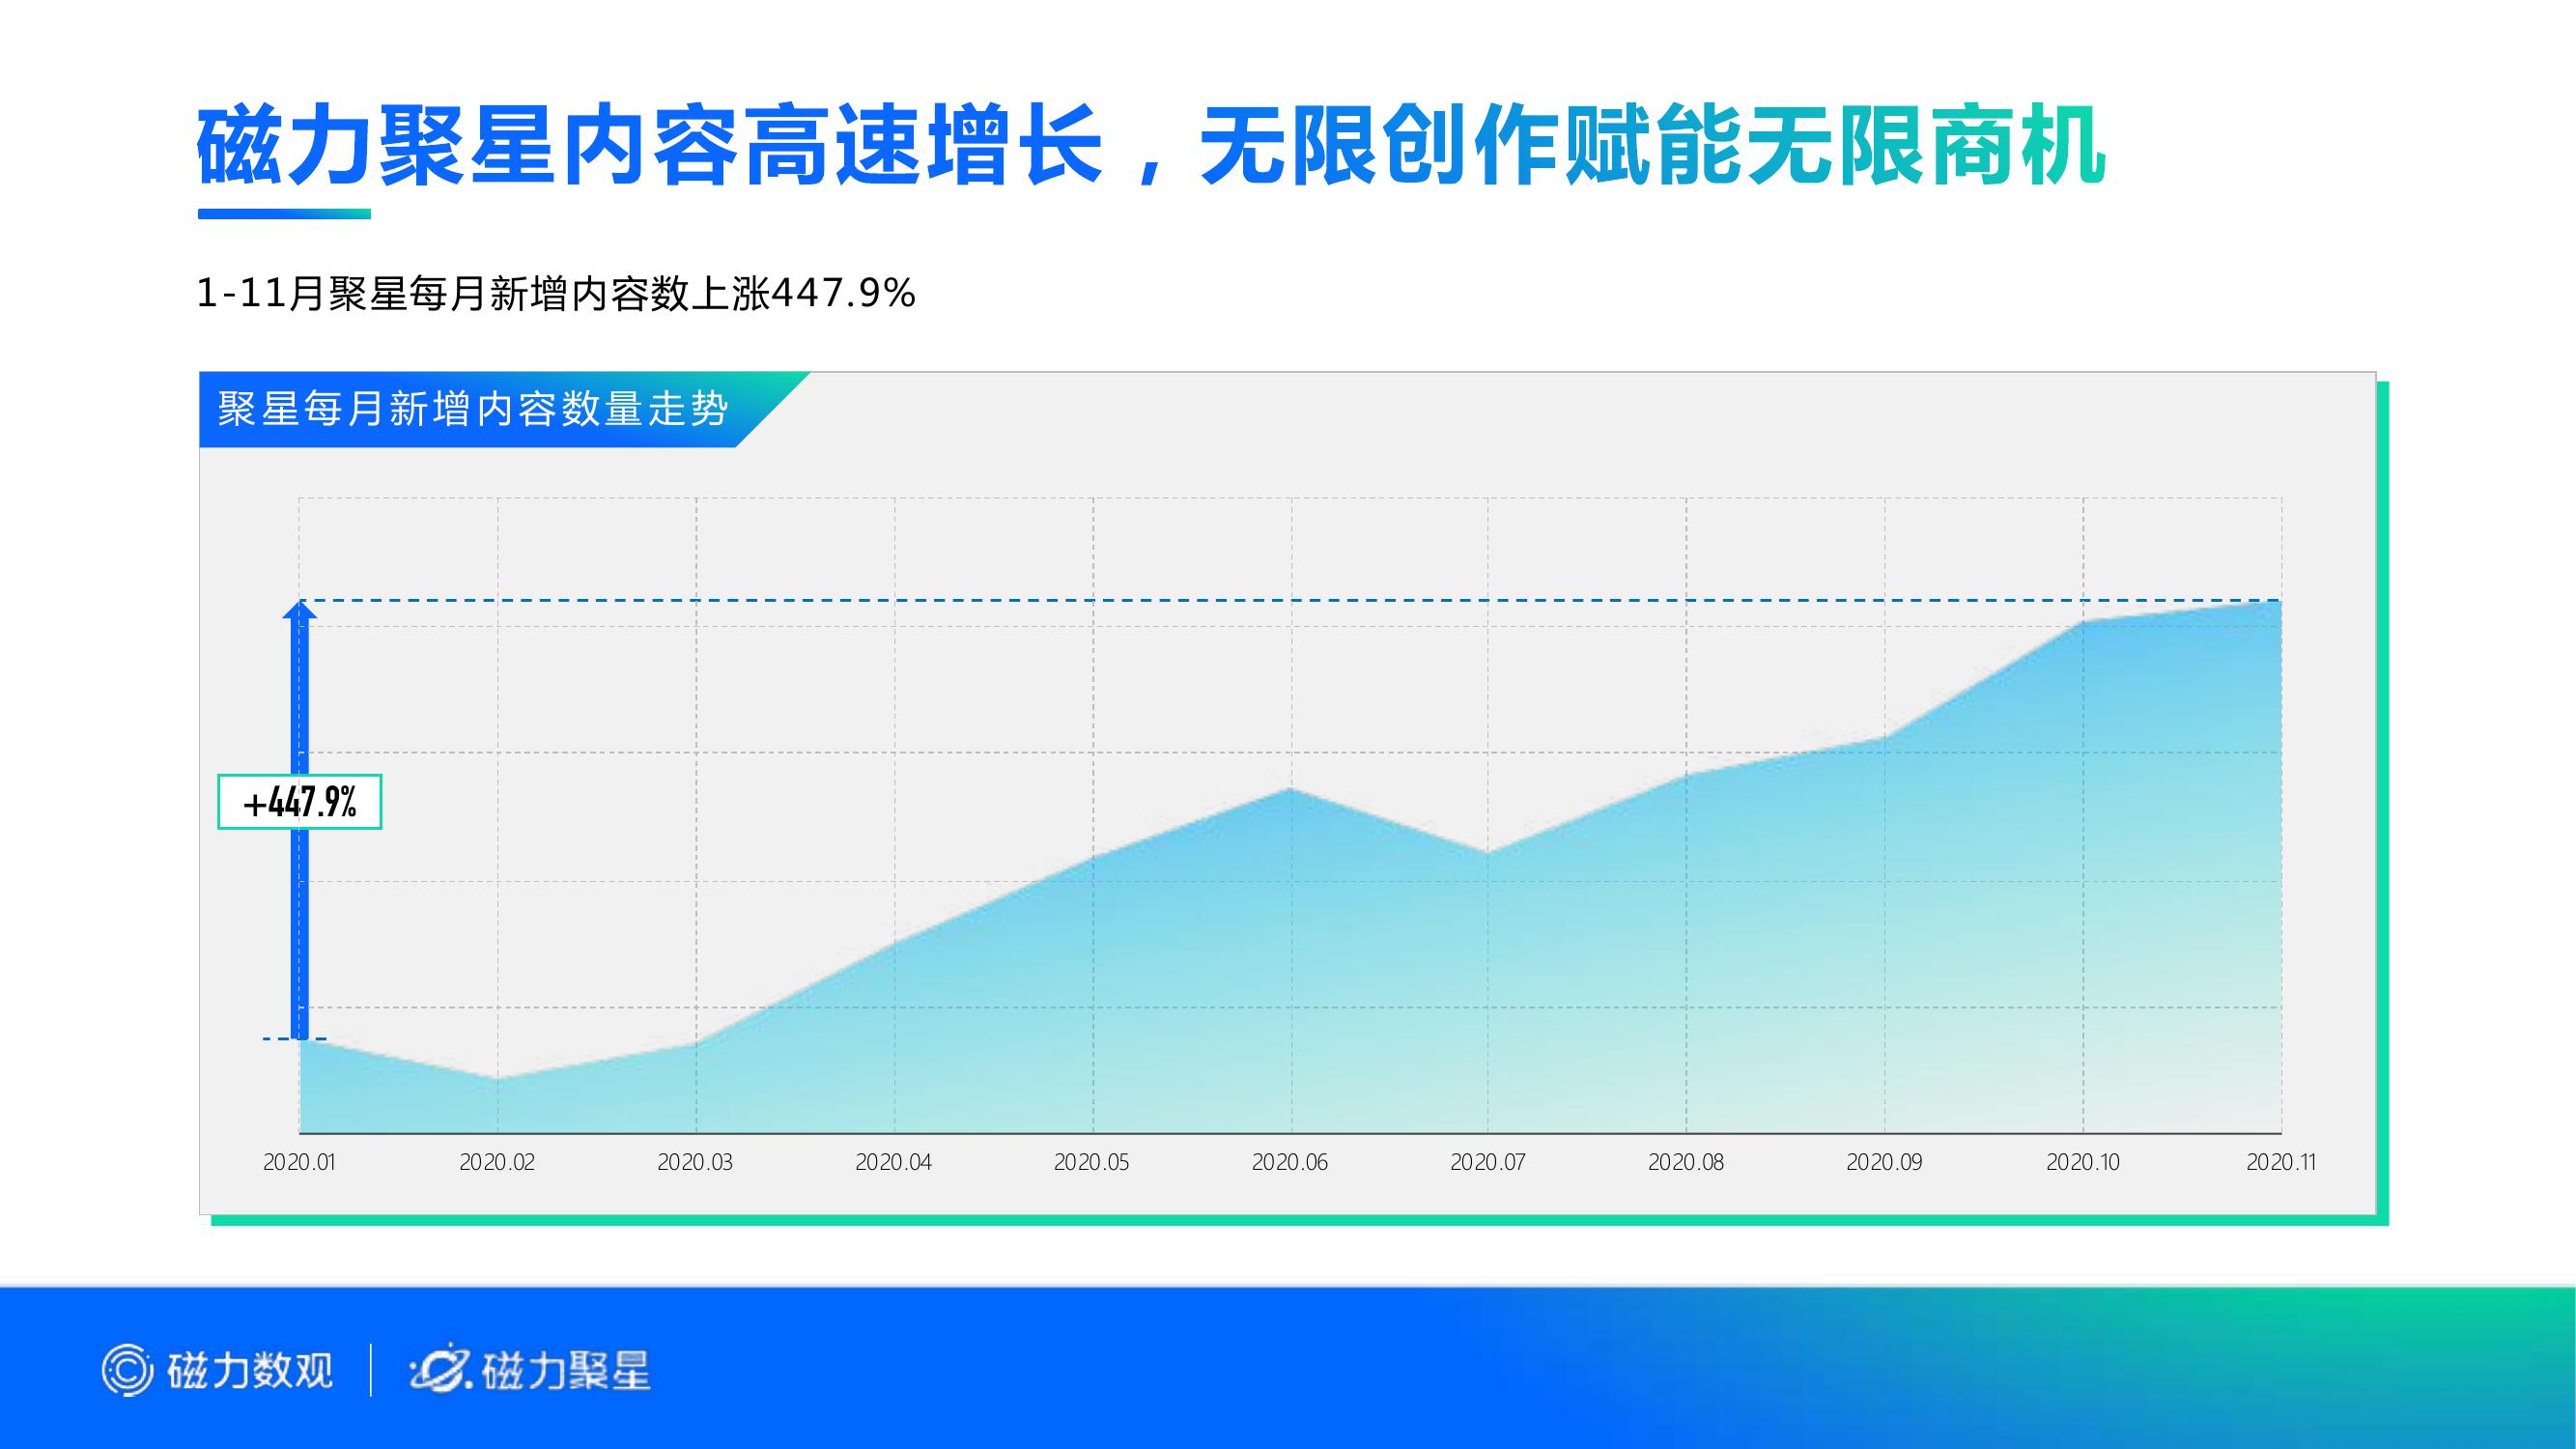 磁力聚星内容高速增长，无限创作赋能无限商机
1-11月聚星每月新增内容数上涨447.9%
聚星每月新增内容数量走势
+447.9%
2020.01 2020.02 2020.03 2020.04 2020.05 2020.06 2020.07 2020.08 2020.09 2020.10 2020.11
磁力数观 磁力聚星